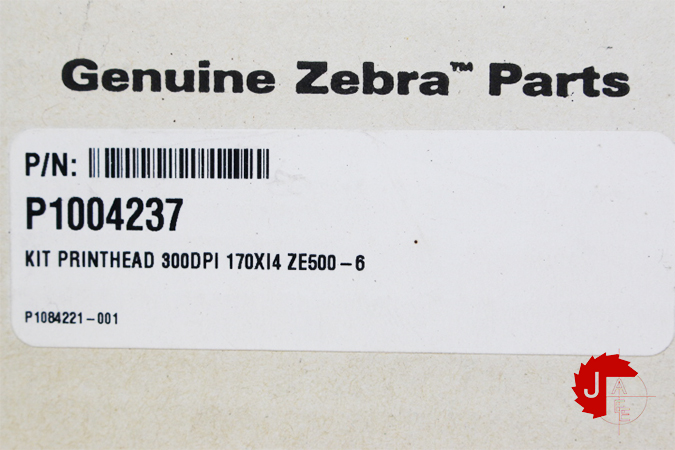 Genuine Zebra™ Parts
P/N:
P1004237
KIT PRINTHEAD 300DPI 170XI4 ZE500-6
P1084221-001
J